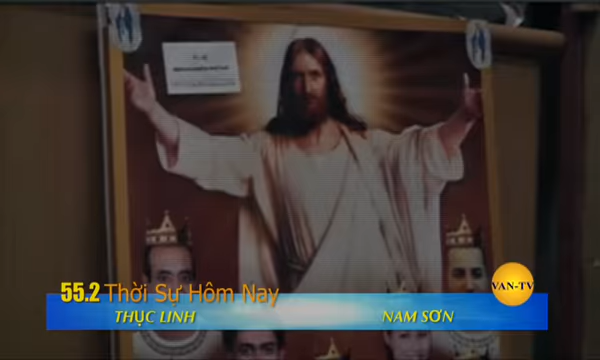 55.2 Thời Sự Hôm Nay
VAN-TV
THỤC LINH NAM SƠN